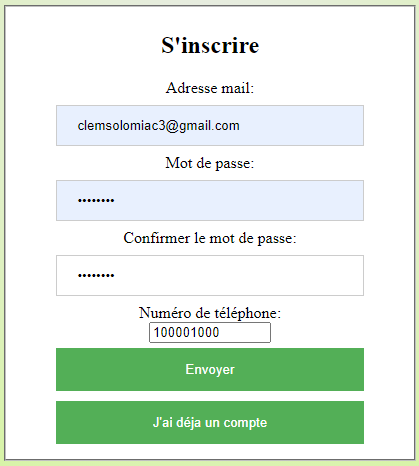 S'inscrire
Adresse mail:
clemsolomiac3@gmail.com
Mot de passe:
••••••••
Confirmer le mot de passe:
••••••••
Numéro de téléphone:
100001000
Envoyer
J'ai déja un compte